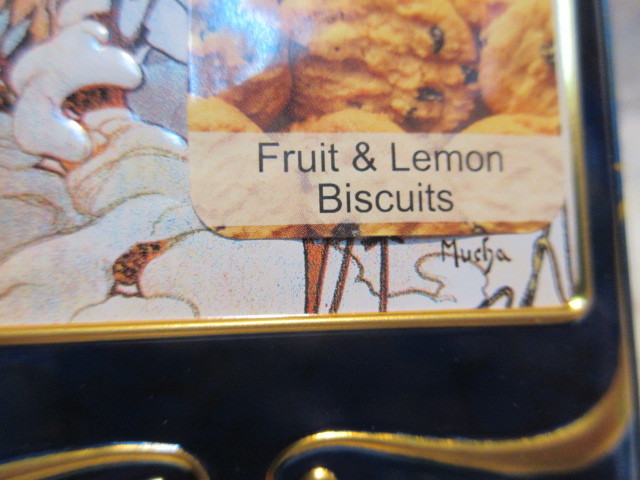 Fruit & Lemon
Biscuits
Mucha